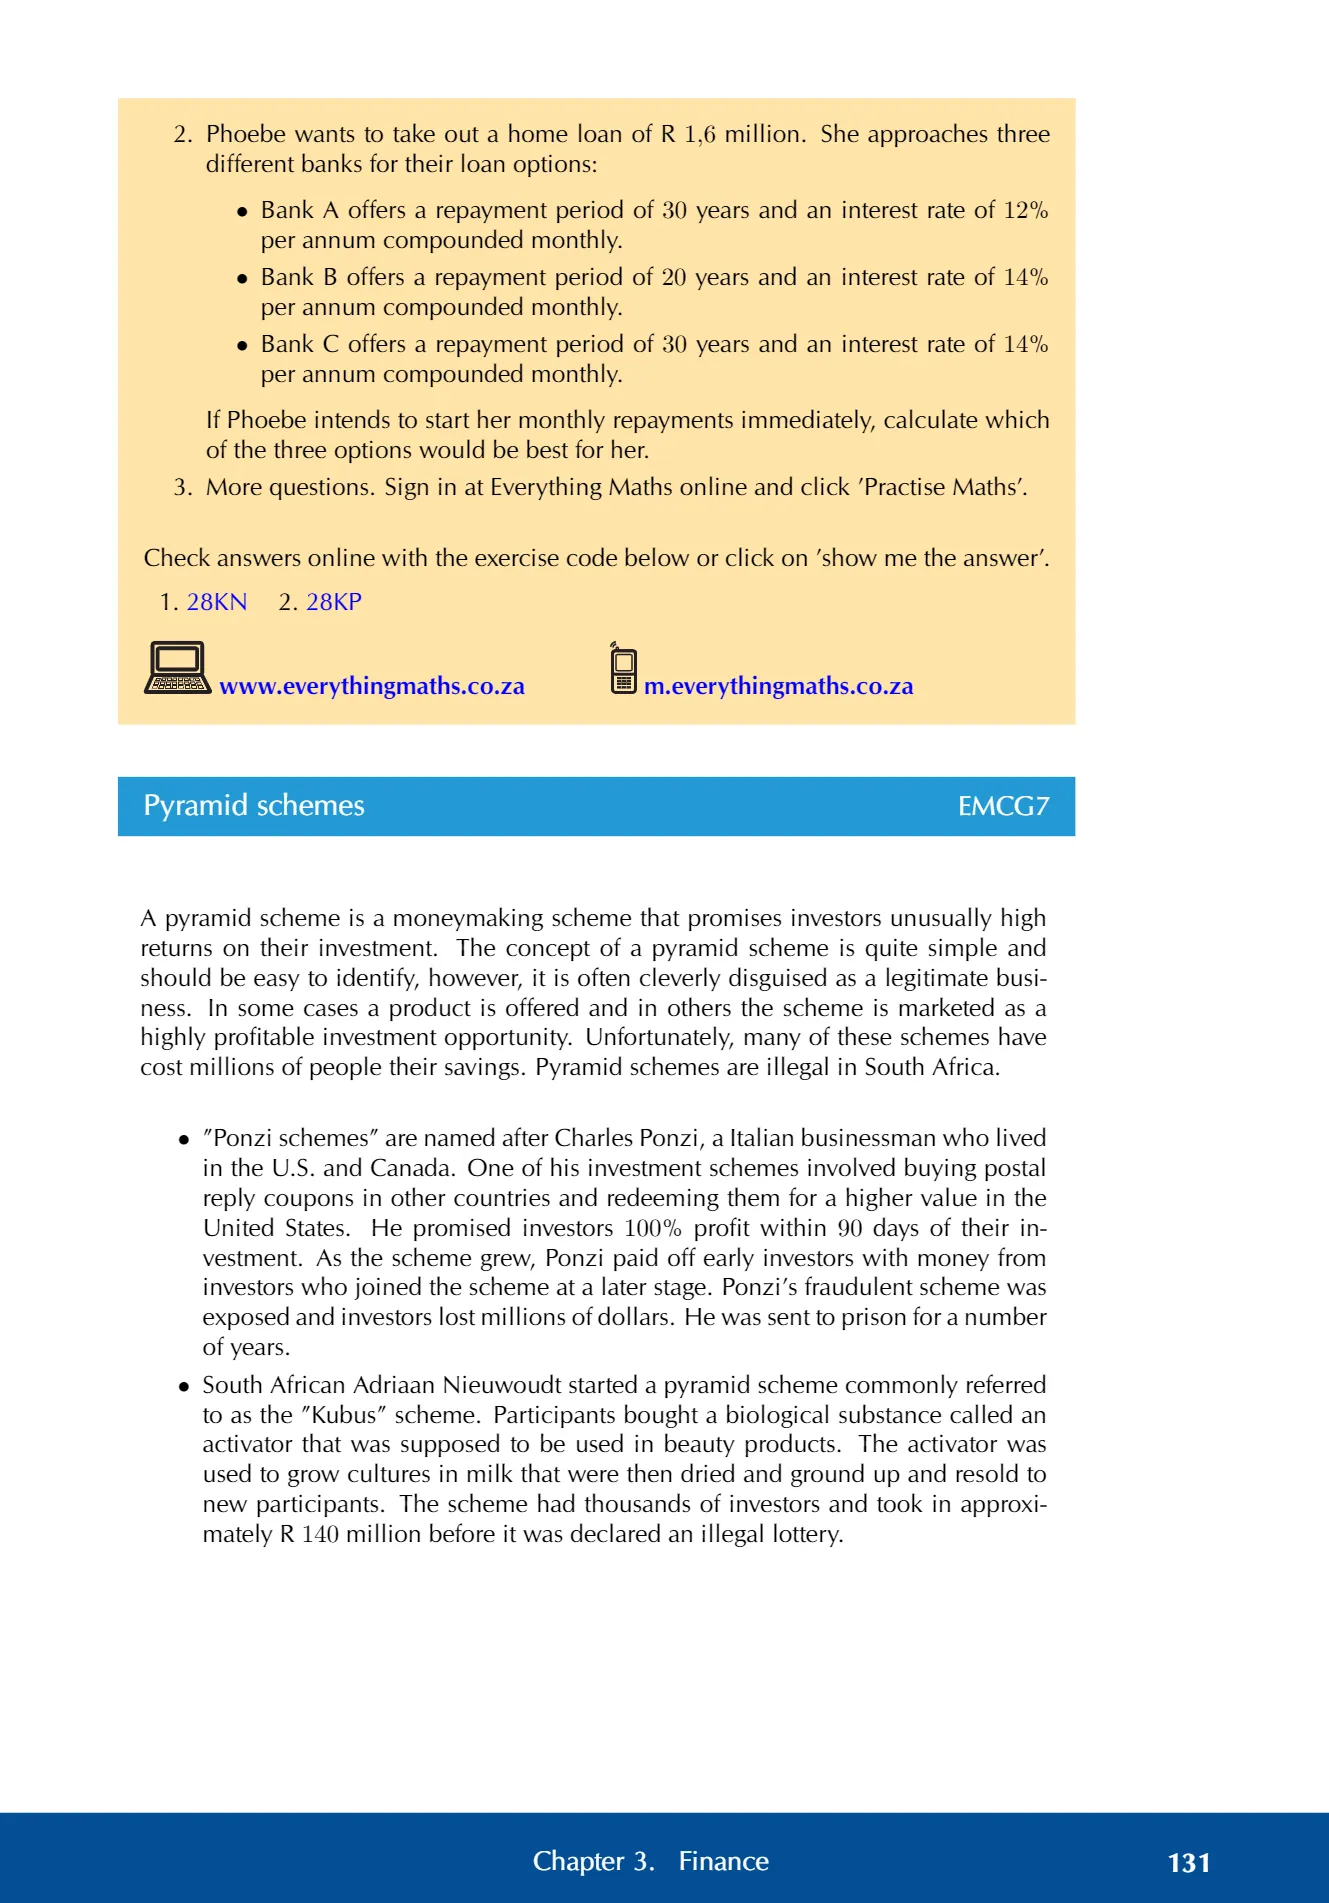 2. Phoebe wants to take out a home loan of R 1,6 million. She approaches three
different banks for their loan options:
• Bank A offers a repayment period of 30 years and an interest rate of 12%
per annum compounded monthly.
• Bank B offers a repayment period of 20 years and an interest rate of 14%
per annum compounded monthly.
• Bank C offers a repayment period of 30 years and an interest rate of 14%
per annum compounded monthly.
If Phoebe intends to start her monthly repayments immediately, calculate which
of the three options would be best for her.
3. More questions. Sign in at Everything Maths online and click ’Practise Maths’.
Check answers online with the exercise code below or click on ’show me the answer’.
1. 28KN 2. 28KP
www.everythingmaths.co.za m.everythingmaths.co.za
Pyramid schemes EMCG7
A pyramid scheme is a moneymaking scheme that promises investors unusually high
returns on their investment. The concept of a pyramid scheme is quite simple and
should be easy to identify, however, it is often cleverly disguised as a legitimate busi-
ness. In some cases a product is offered and in others the scheme is marketed as a
highly profitable investment opportunity. Unfortunately, many of these schemes have
cost millions of people their savings. Pyramid schemes are illegal in South Africa.
• ”Ponzi schemes” are named after Charles Ponzi, a Italian businessman who lived
in the U.S. and Canada. One of his investment schemes involved buying postal
reply coupons in other countries and redeeming them for a higher value in the
United States. He promised investors 100% profit within 90 days of their in-
vestment. As the scheme grew, Ponzi paid off early investors with money from
investors who joined the scheme at a later stage. Ponzi’s fraudulent scheme was
exposed and investors lost millions of dollars. He was sent to prison for a number
of years.
• South African Adriaan Nieuwoudt started a pyramid scheme commonly referred
to as the ”Kubus” scheme. Participants bought a biological substance called an
activator that was supposed to be used in beauty products. The activator was
used to grow cultures in milk that were then dried and ground up and resold to
new participants. The scheme had thousands of investors and took in approxi-
mately R 140 million before it was declared an illegal lottery.
Chapter 3. Finance 131